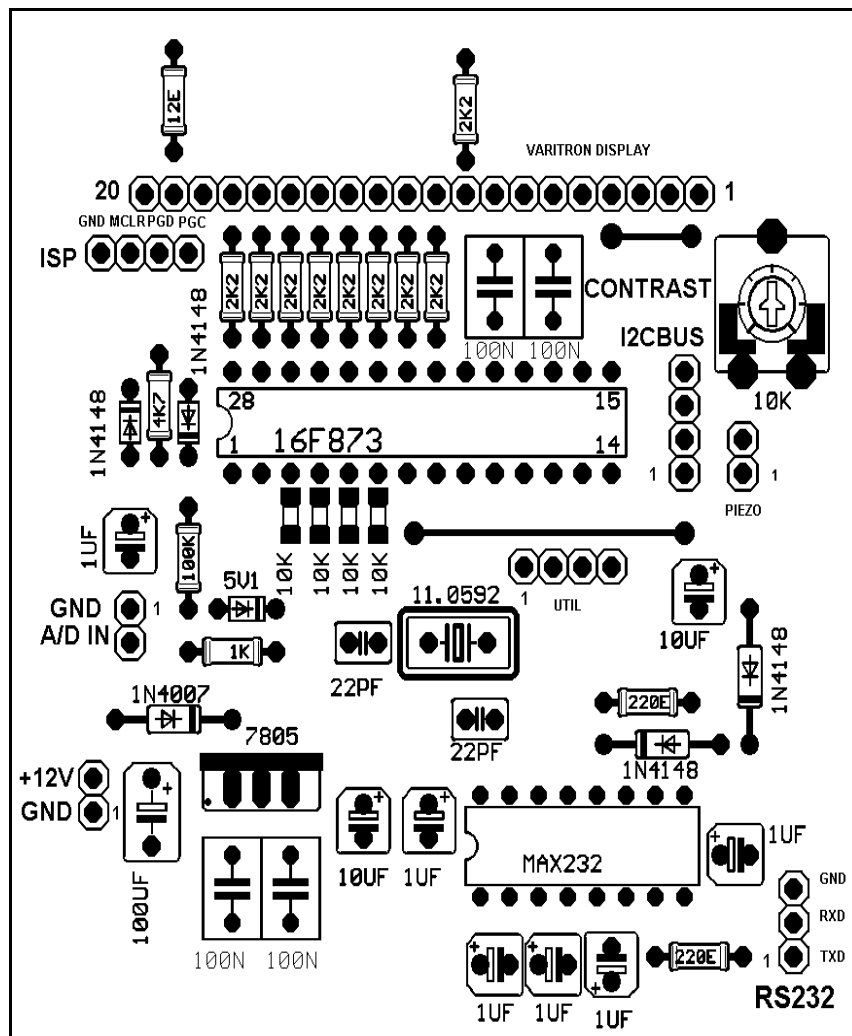 12E
2K2
VARITRON DISPLAY
20
1
GND MCLR PGD PGC
ISP
2K2 2K2 2K2 2K2 2K2 2K2 2K2 2K2
1N4148
100N 100N
CONTRAST
I2CBUS
10K
28
15
1N4148
4K7
1
16F873
14
1
1
PIEZO
1UF
100K
10K 10K 10K 10K
5V1
11.0592
1
UTIL
10UF
GND
1
A/D IN
1K
22PF
1N4007
220E
1N4148
7805
22PF
1N4148
+12V
GND
1
100UF
10UF
1UF
MAX232
1UF
100N 100N
GND
RXD
220E
1
TXD
RS232
1UF
1UF
1UF